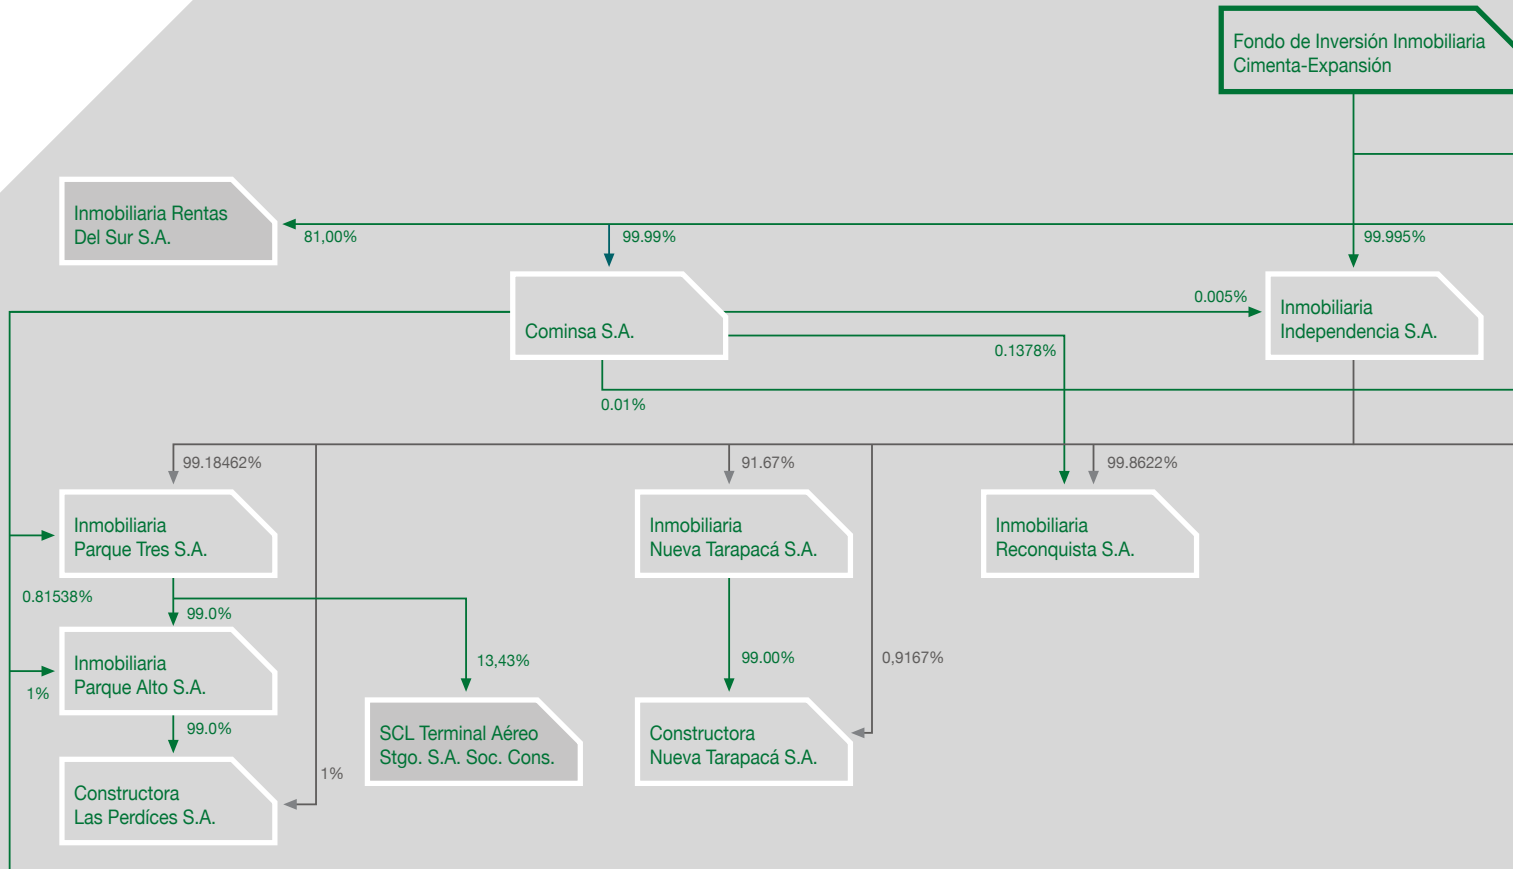 Fondo de Inversión Inmobiliaria
Cimenta-Expansión
Inmobiliaria Rentas
Del Sur S.A.
81,00%
99.99%
99.995%
Cominsa S.A.
0.005%
Inmobiliaria
Independencia S.A.
0.1378%
0.01%
99.18462%
91.67%
99.8622%
Inmobiliaria
Parque Tres S.A.
Inmobiliaria
Nueva Tarapacá S.A.
Inmobiliaria
Reconquista S.A.
0.81538%
99.0%
Inmobiliaria
Parque Alto S.A.
1%
13,43%
99.00%
0,9167%
99.0%
SCL Terminal Aéreo
Stgo. S.A. Soc. Cons.
Constructora
Nueva Tarapacá S.A.
1%
Constructora
Las Perdíces S.A.